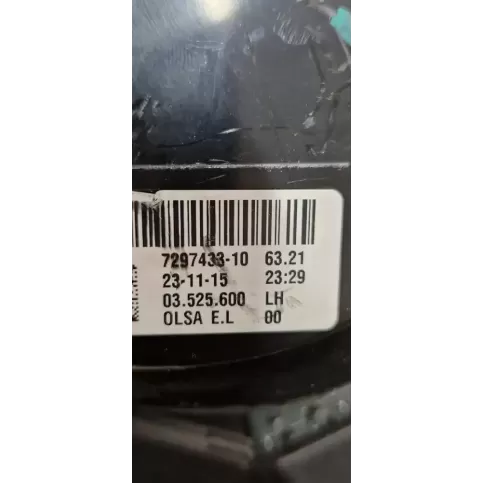 7297433-10 63.21
23-11-15 23:29
03.525.600 LH
OLSA E.L 00